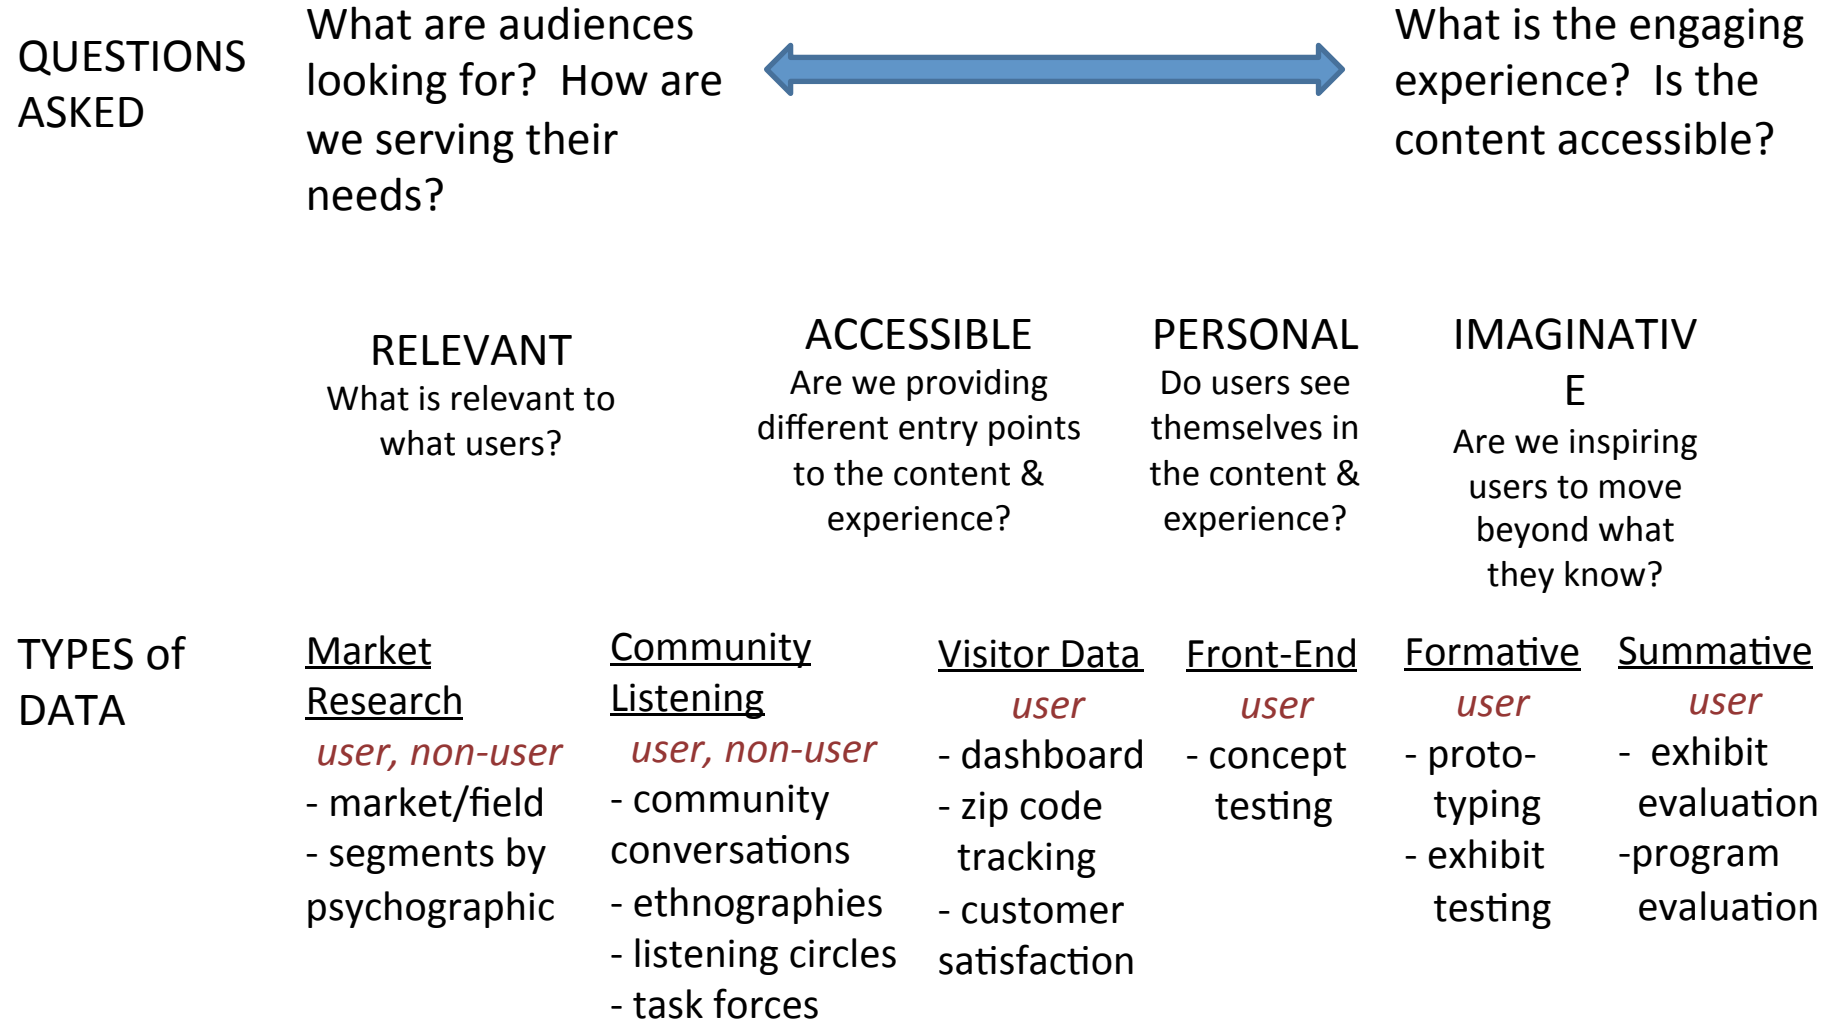 QUESTIONS
ASKED
What are audiences
looking for?  How are
we serving their
needs?
What is the engaging
experience?  Is the
content accessible?
RELEVANT
What is relevant to
what users?
ACCESSIBLE
Are we providing
different entry points
to the content &
experience?
PERSONAL
Do users see
themselves in
the content &
experience?
IMAGINATIV
E
Are we inspiring
users to move
beyond what
they know?
TYPES of
DATA
Market
Research
user, non-user
- market/field
- segments by
psychographic
Community
Listening
user, non-user
- community
conversations
- ethnographies
- listening circles
- task forces
Visitor Data
user
- dashboard
- zip code
tracking
- customer
satisfaction
Front-End
user
- concept
testing
Formative
user
- proto-
typing
- exhibit
testing
Summative
user
-  exhibit
evaluation
-program
evaluation